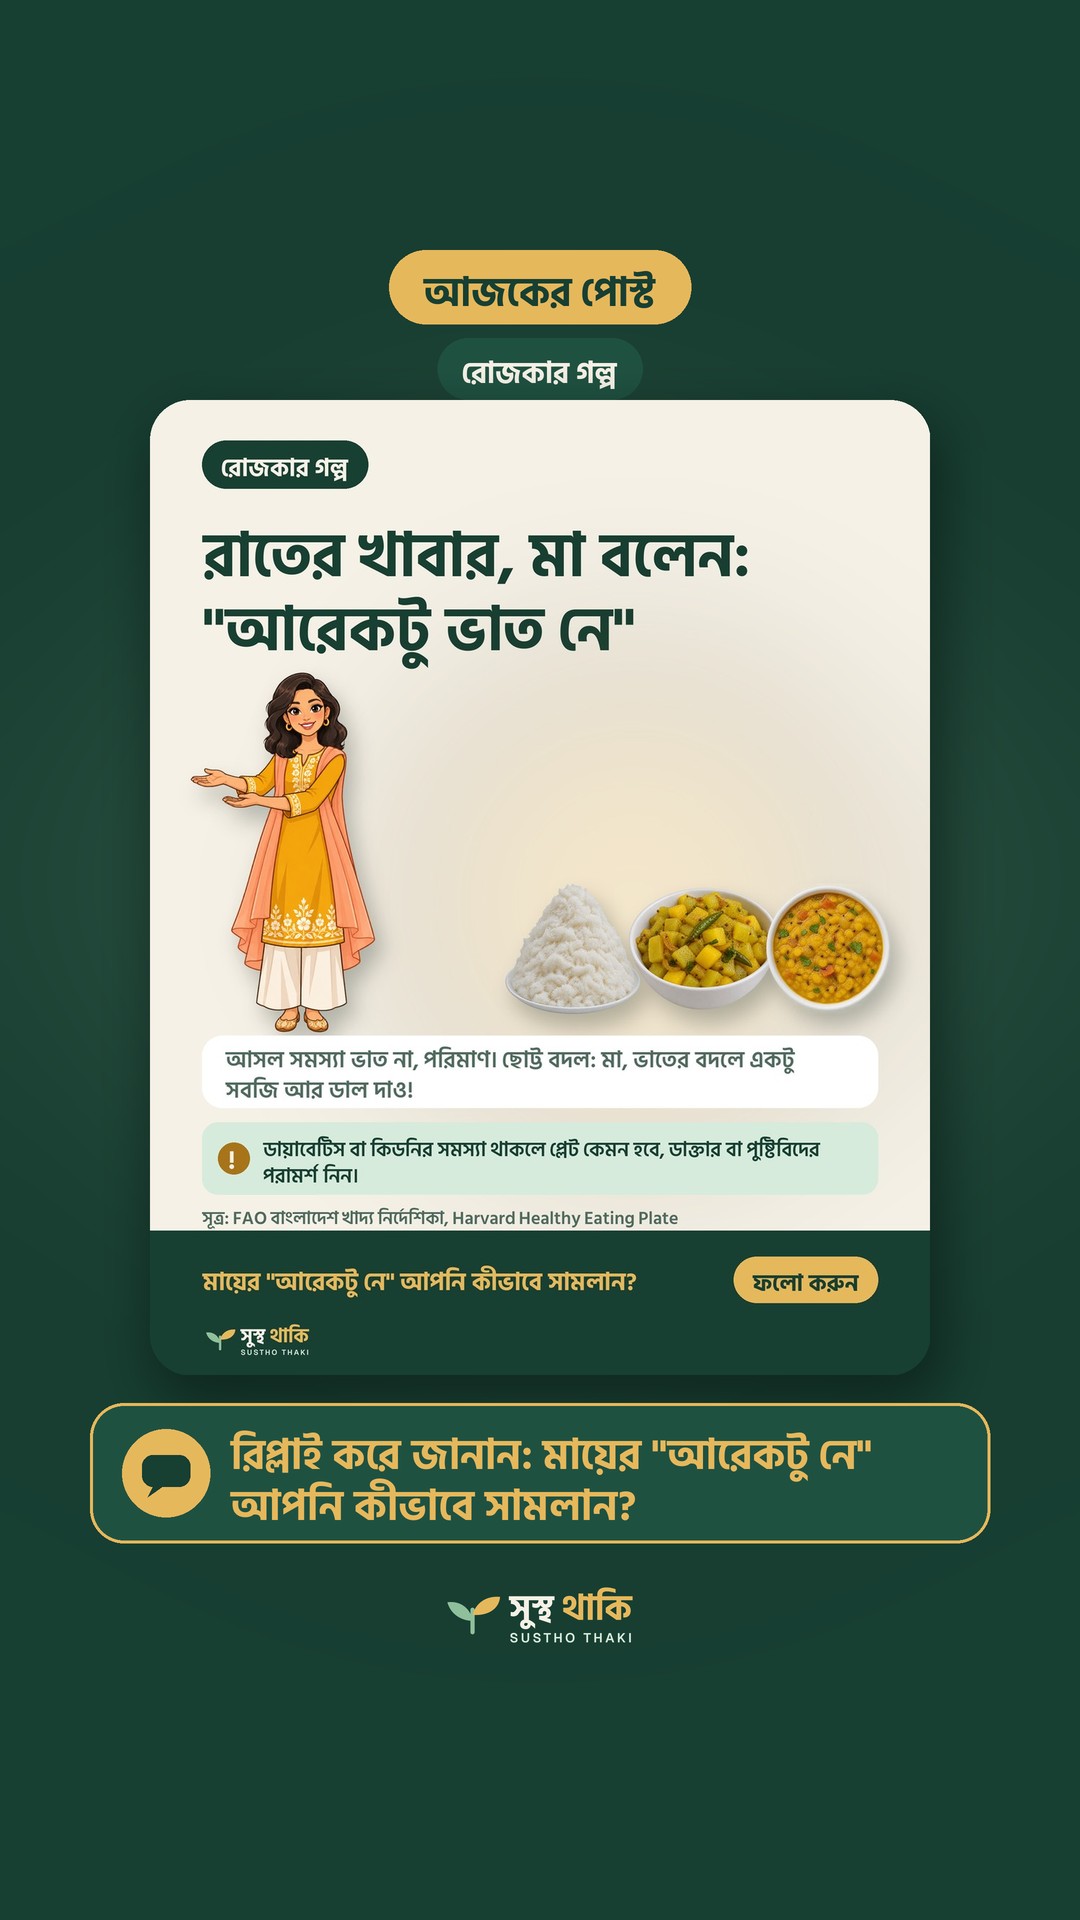 আজকের পোস্ট
রোজকার গল্প
রোজকার গল্প
রাতের খাবার, মা বলেন:
"আরেকটু ভাত নে"
আসল সমস্যা ভাত না, পরিমাণ। ছোট্ট বদল: মা, ভাতের বদলে একটু
সবজি আর ডাল দাও!
! ডায়াবেটিস বা কিডনির সমস্যা থাকলে প্লেট কেমন হবে, ডাক্তার বা পুষ্টিবিদের
পরামর্শ নিন।
সূত্র: FAO বাংলাদেশ খাদ্য নির্দেশিকা, Harvard Healthy Eating Plate
মায়ের "আরেকটু নে" আপনি কীভাবে সামলান?
ফলো করুন
সুস্থ থাকি
SUSTHO THAKI
রিপ্লাই করে জানান: মায়ের "আরেকটু নে"
আপনি কীভাবে সামলান?
সুস্থ থাকি
SUSTHO THAKI